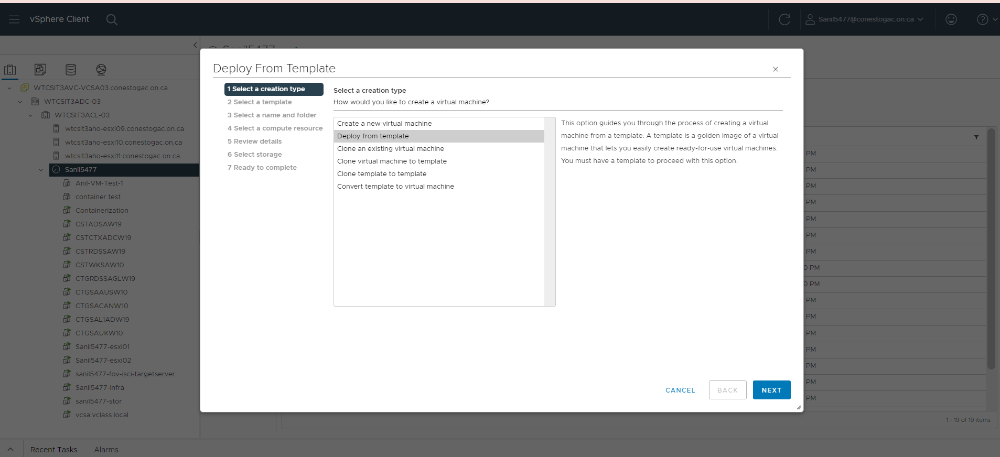 vSphere Client
Sanil5477@conestogac.on.ca
Sanil5477
WTCSIT3AVC-VCSA03.conestogac.on.ca
WTCSIT3ADC-03
WTCSIT3ACL-03
wtcsit3aho-esxi09.conestogac.on.ca
wtcsit3aho-esxi10.conestogac.on.ca
wtcsit3aho-esxi11.conestogac.on.ca
Sanil5477
Anil-VM-Test-1
container test
Containerization
CSTADSAW19
CSTCTXADCW19
CSTRDSSAW19
CSTWKSAW10
CTGRDSSAGLW19
CTGSAAUSW10
CTGSACANW10
CTGSAL1ADW19
CTGSAUKW10
Sanil5477-esxi01
Sanil5477-esxi02
sanil5477-fov-isci-targetserver
Sanil5477-infra
sanil5477-stor
vcsa.vclass.local
Deploy From Template
1 Select a creation type
2 Select a template
3 Select a name and folder
4 Select a compute resource
5 Review details
6 Select storage
7 Ready to complete
Select a creation type
How would you like to create a virtual machine?
Create a new virtual machine
Deploy from template
Clone an existing virtual machine
Clone virtual machine to template
Clone template to template
Convert template to virtual machine
This option guides you through the process of creating a virtual
machine from a template. A template is a golden image of a virtual
machine that lets you easily create ready-for-use virtual machines.
You must have a template to proceed with this option.
CANCEL
BACK
NEXT
PM
PM
PM
PM
PM
PM
PM
0 PM
0 PM
PM
PM
PM
PM
PM
PM
PM
1 - 19 of 19 items
Recent Tasks
Alarms